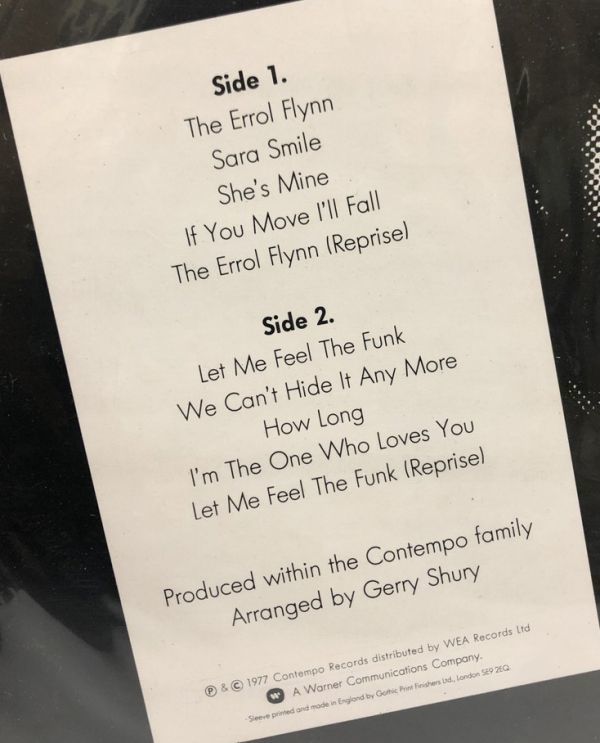 Side 1.
The Errol Flynn
Sara Smile
She's Mine
If You Move I'll Fall
The Errol Flynn (Reprise)
Side 2.
Let Me Feel The Funk
We Can't Hide It Any More
How Long
I'm The One Who Loves You
Let Me Feel The Funk (Reprise)
Produced within the Contempo family
Arranged by Gerry Shury
℗ & © 1977 Contempo Records distributed by WEA Records Ltd
W A Warner Communications Company.
Sleeve printed and made in England by Gothic Print Finishers Ltd., London SE9 2EQ